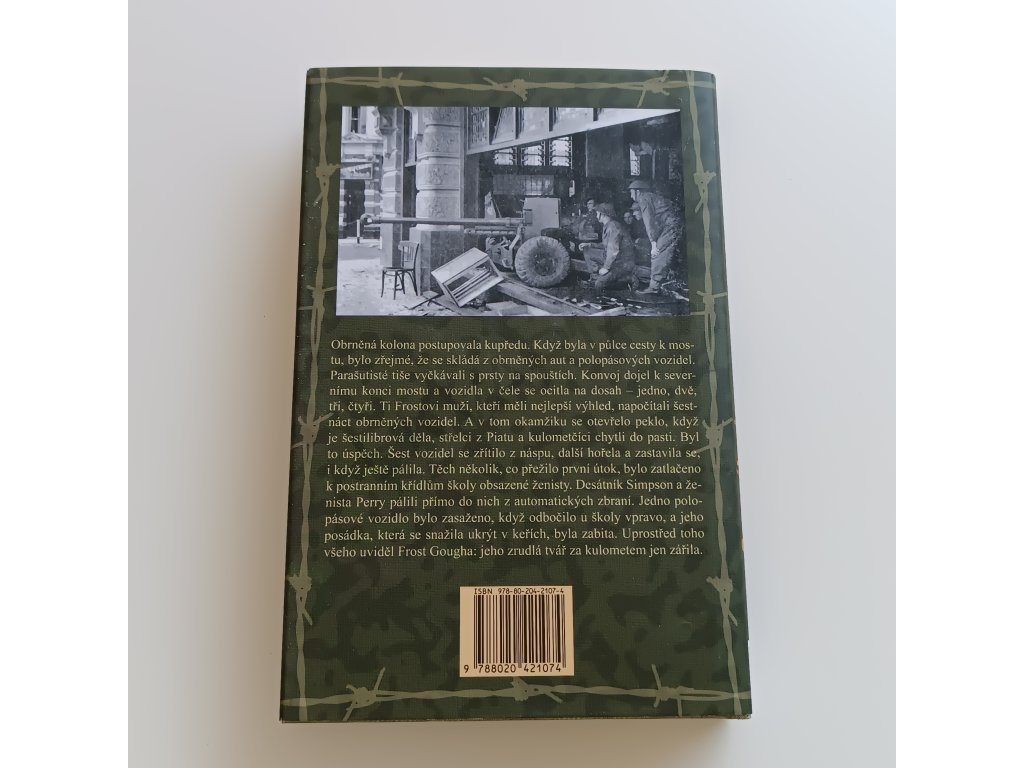 Obrněná kolona postupovala kupředu. Když byla v půlce cesty k mos-
tu, bylo zřejmé, že se skládá z obrněných aut a polopásových vozidel.
Parašutisté tiše vyčkávali s prsty na spouštích. Konvoj dojel k sever-
nímu konci mostu a vozidla v čele se ocitla na dosah – jedno, dvě,
tři, čtyři. Ti Frostovi muži, kteří měli nejlepší výhled, napočítali šest-
náct obrněných vozidel. A v tom okamžiku se otevřelo peklo, když
je šestilibrová děla, střelci z Piatu a kulometčíci chytli do pasti. Byl
to úspěch. Šest vozidel se zřítilo z náspu, další hořela a zastavila se,
i když ještě pálila. Těch několik, co přežilo první útok, bylo zatlačeno
k postranním křídlům školy obsazené ženisty. Desátník Simpson a že-
nista Perry pálili přímo do nich z automatických zbraní. Jedno polo-
pásové vozidlo bylo zasaženo, když odbočilo u školy vpravo, a jeho
posádka, která se snažila ukrýt v keřích, byla zabita. Uprostřed toho
všeho uviděl Frost Gougha: jeho zrudlá tvář za kulometem jen zářila.
ISBN 978-80-204-2107-4
9 788020 421074